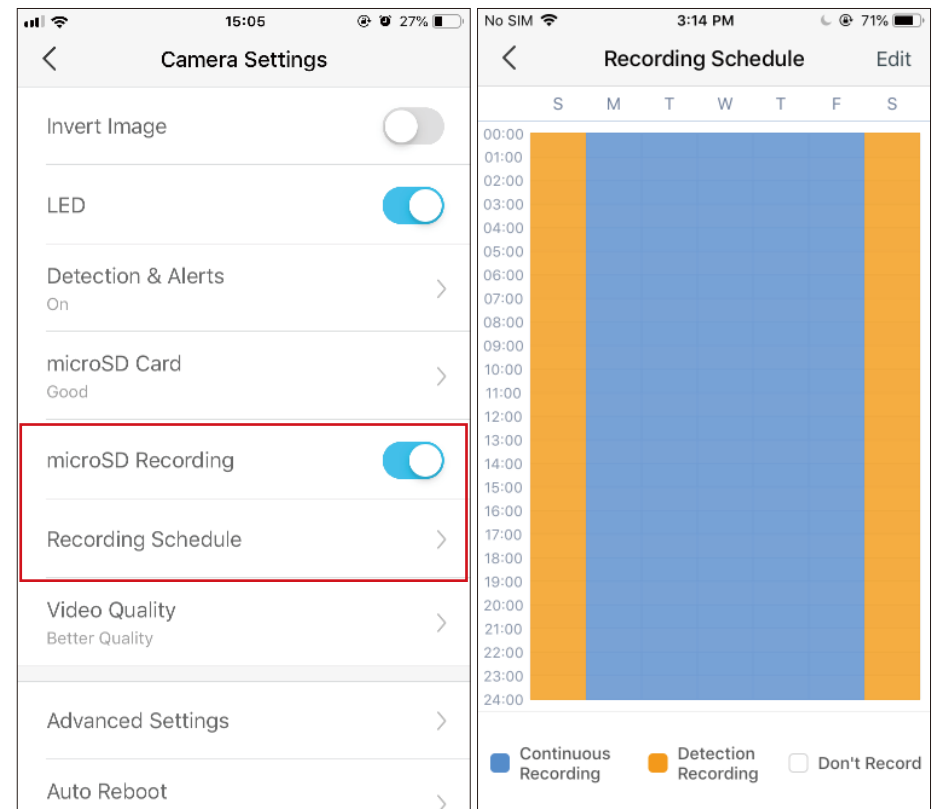 15:05
27%
Camera Settings
Invert Image
LED
Detection & Alerts
On
microSD Card
Good
microSD Recording
Recording Schedule
Video Quality
Better Quality
Advanced Settings
Auto Reboot
No SIM
3:14 PM
71%
Recording Schedule
Edit
S M T W T F S
00:00
01:00
02:00
03:00
04:00
05:00
06:00
07:00
08:00
09:00
10:00
11:00
12:00
13:00
14:00
15:00
16:00
17:00
18:00
19:00
20:00
21:00
22:00
23:00
24:00
Continuous
Recording
Detection
Recording
Don't Record